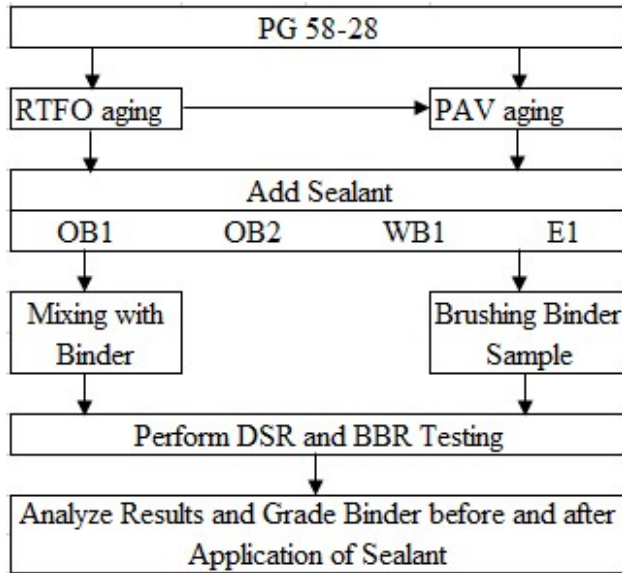 PG 58-28
RTFO aging
PAV aging
Add Sealant
OB1 OB2 WB1 E1
Mixing with
Binder
Brushing Binder
Sample
Perform DSR and BBR Testing
Analyze Results and Grade Binder before and after
Application of Sealant